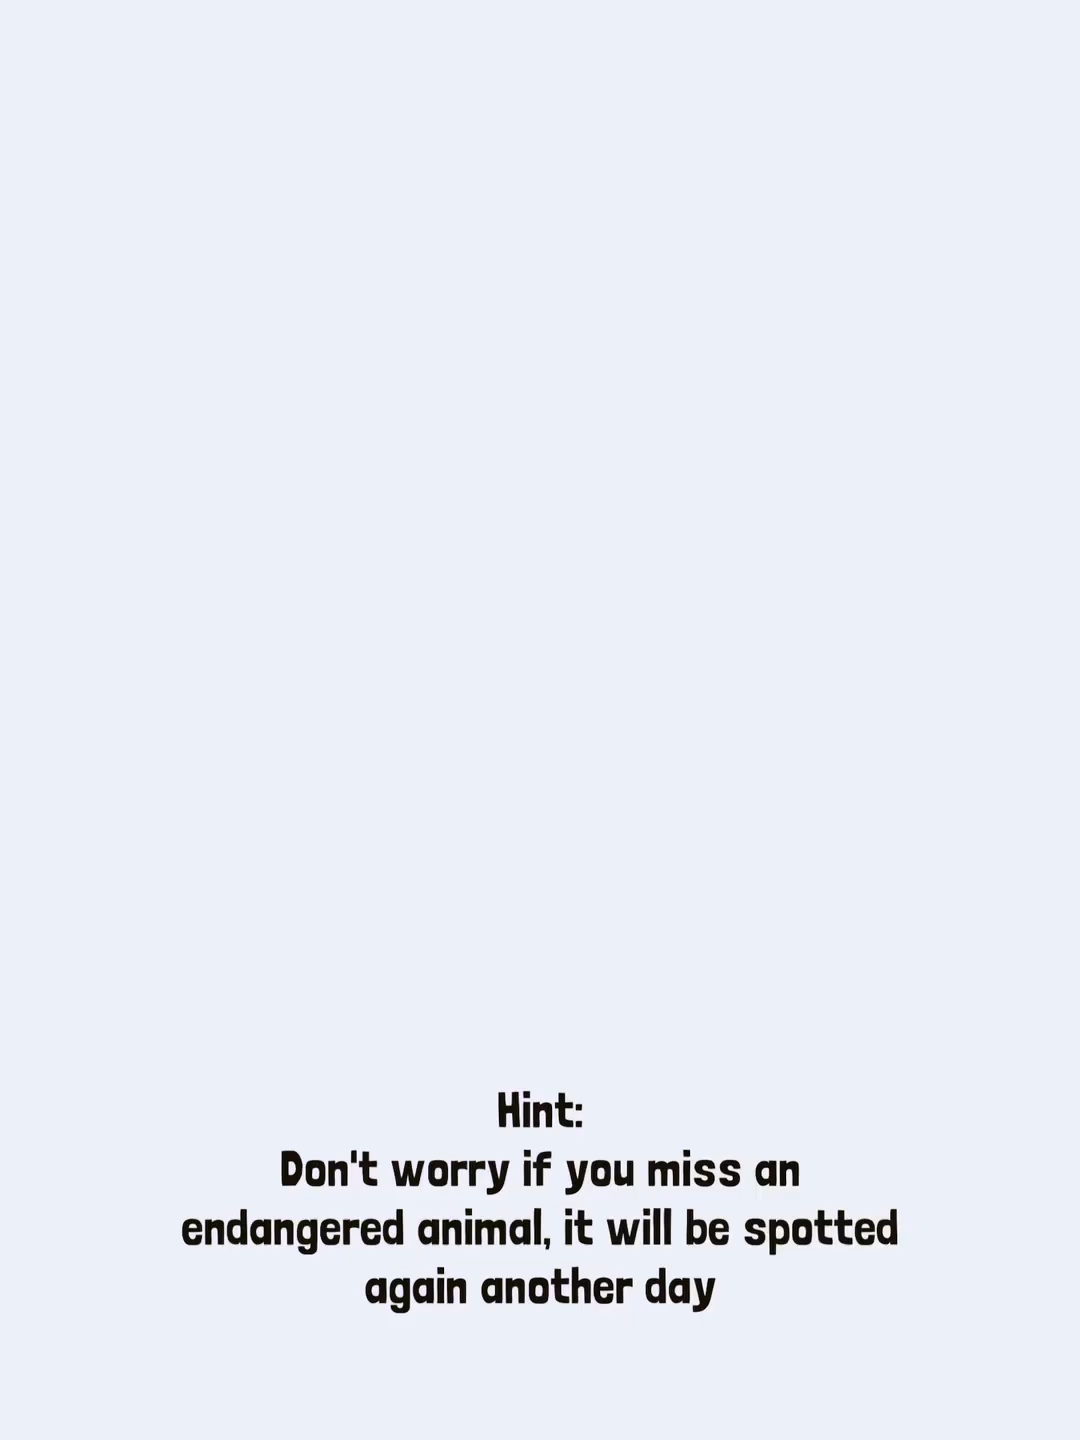 Hint:
Don't worry if you miss an
endangered animal, it will be spotted
again another day